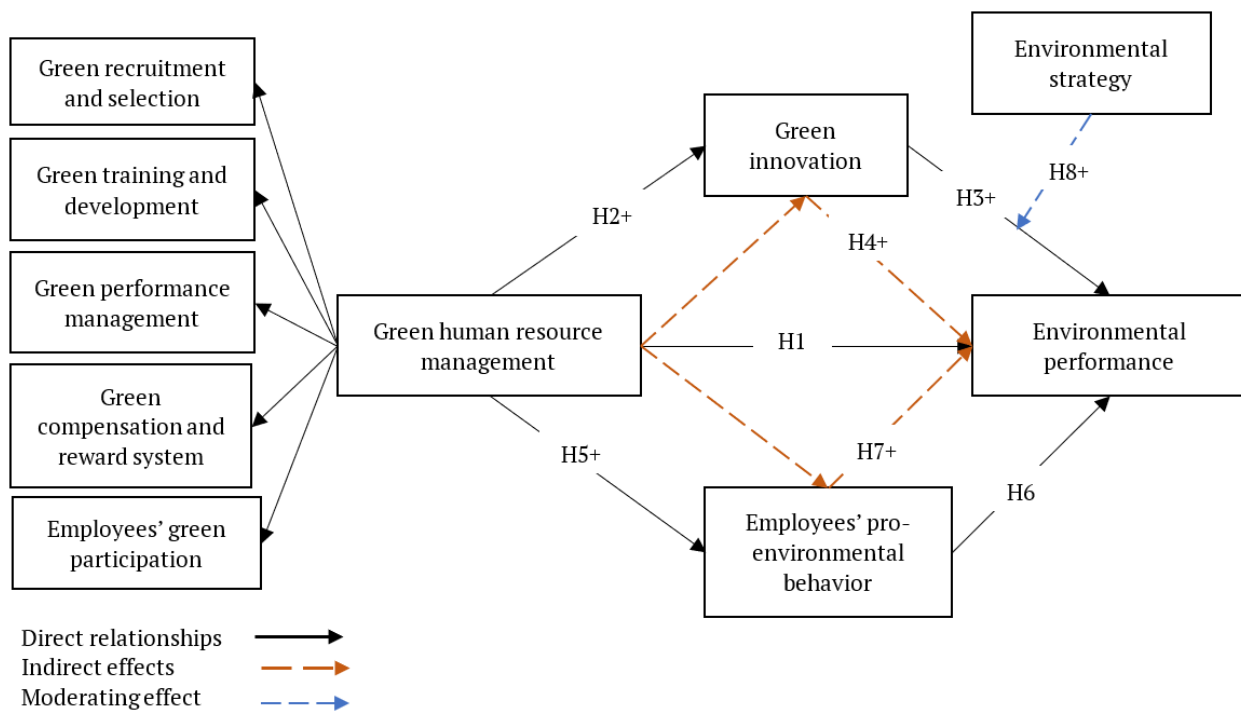 Green recruitment
and selection
Green training and
development
Green performance
management
Green
compensation and
reward system
Employees’ green
participation
Green human resource
management
H2+
H5+
Green
innovation
H1
H4+
H7+
Employees’ pro-
environmental
behavior
Environmental
strategy
H8+
H3+
Environmental
performance
H6
Direct relationships
Indirect effects
Moderating effect